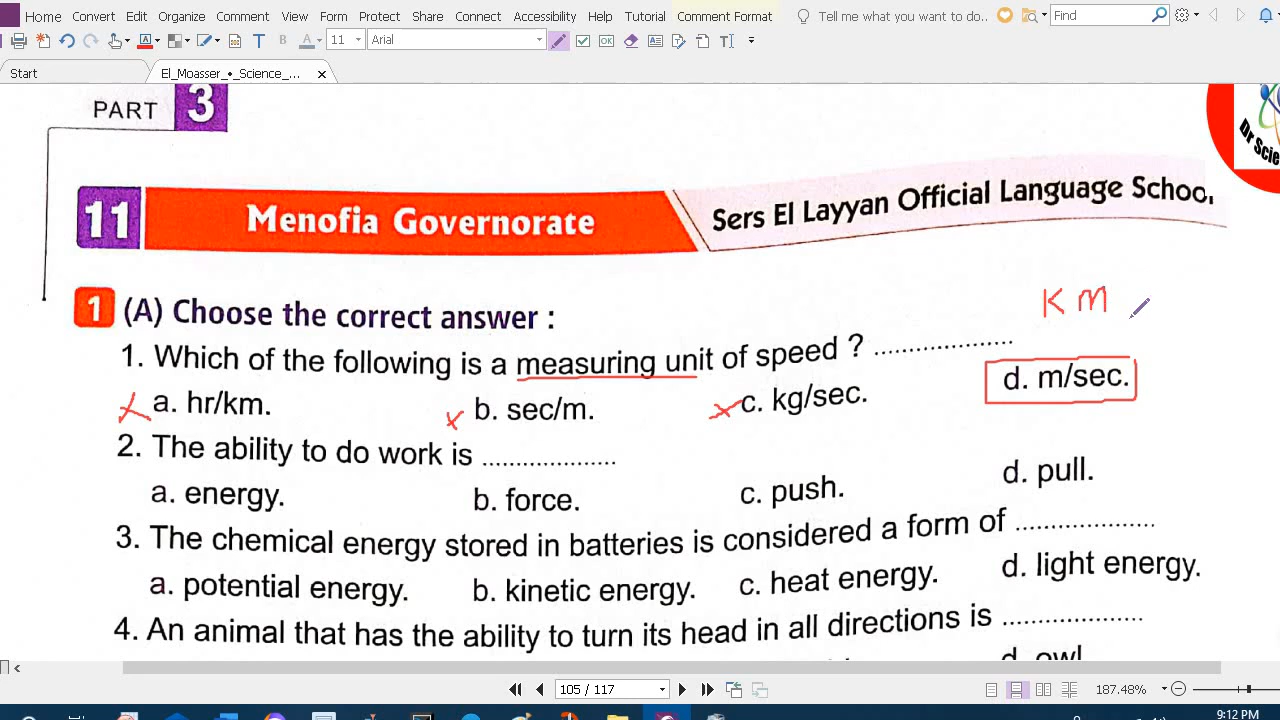 Home Convert Edit Organize Comment View Form Protect Share Connect Accessibility Help Tutorial Comment Format Tell me what you want to do.. Find
11 Arial
Start El_Moasser_•_Science_...
PART 3
Dr Scie
11 Menofia Governorate Sers El Layyan Official Language School
K M
1 (A) Choose the correct answer :
1. Which of the following is a measuring unit of speed ? ....................
a. hr/km. b. sec/m. c. kg/sec. d. m/sec.
2. The ability to do work is ....................
a. energy. b. force. c. push. d. pull.
3. The chemical energy stored in batteries is considered a form of ....................
a. potential energy. b. kinetic energy. c. heat energy. d. light energy.
4. An animal that has the ability to turn its head in all directions is ....................
d. owl
105 / 117 187.48%
9:12 PM